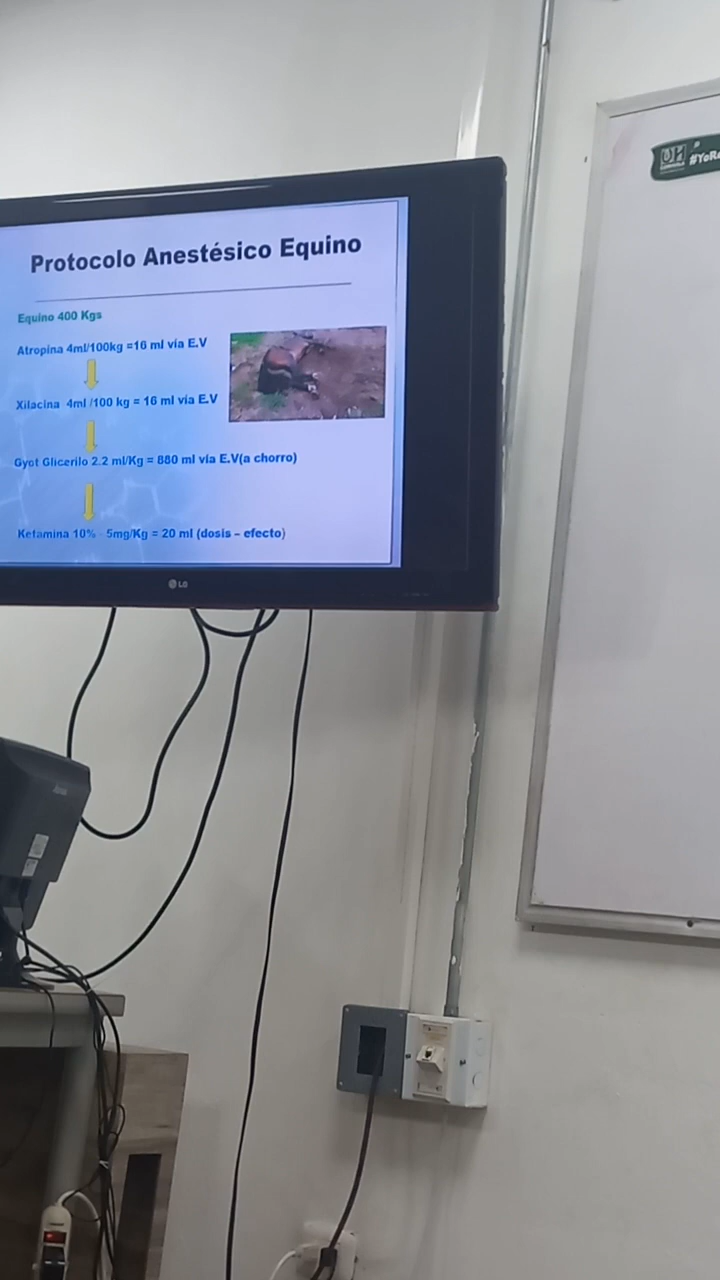 Protocolo Anestésico Equino
Equino 400 Kgs
Atropina 4ml/100kg =16 ml vía E.V
Xilacina 4ml /100 kg = 16 ml vía E.V
Gyot Glicerilo 2.2 ml/Kg = 880 ml vía E.V(a chorro)
Ketamina 10% 5mg/Kg = 20 ml (dosis – efecto)
LG
#YoR